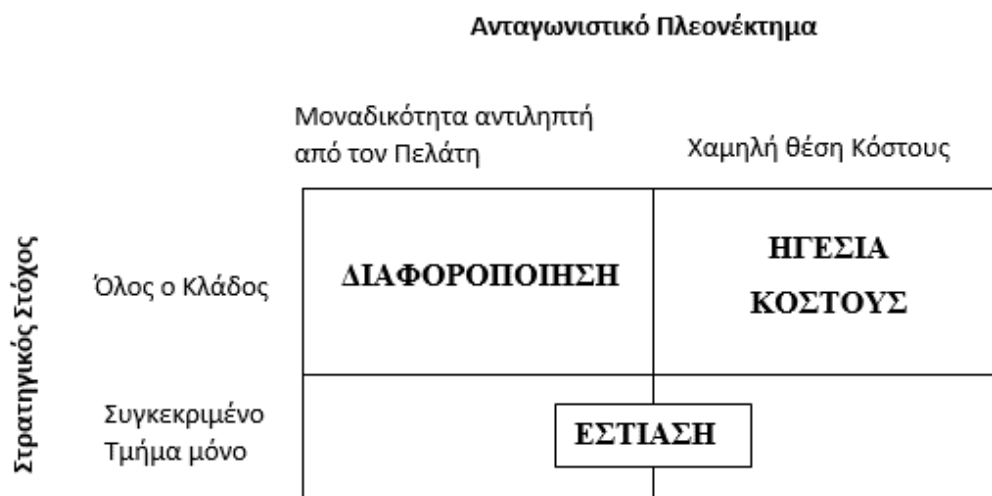 Ανταγωνιστικό Πλεονέκτημα
Μοναδικότητα αντιληπτή
από τον Πελάτη
Χαμηλή θέση Κόστους
Στρατηγικός Στόχος
Όλος ο Κλάδος
ΔΙΑΦΟΡΟΠΟΙΗΣΗ
ΗΓΕΣΙΑ
ΚΟΣΤΟΥΣ
Συγκεκριμένο
Τμήμα μόνο
ΕΣΤΙΑΣΗ